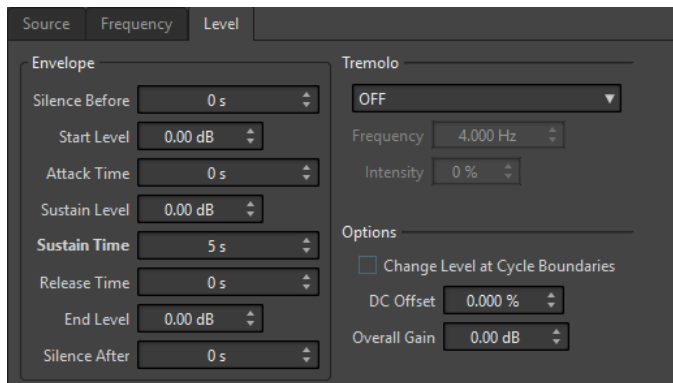 Source Frequency Level
Envelope
Silence Before 0 s
Start Level 0.00 dB
Attack Time 0 s
Sustain Level 0.00 dB
Sustain Time 5 s
Release Time 0 s
End Level 0.00 dB
Silence After 0 s
Tremolo
OFF
Frequency 4.000 Hz
Intensity 0 %
Options
Change Level at Cycle Boundaries
DC Offset 0.000 %
Overall Gain 0.00 dB